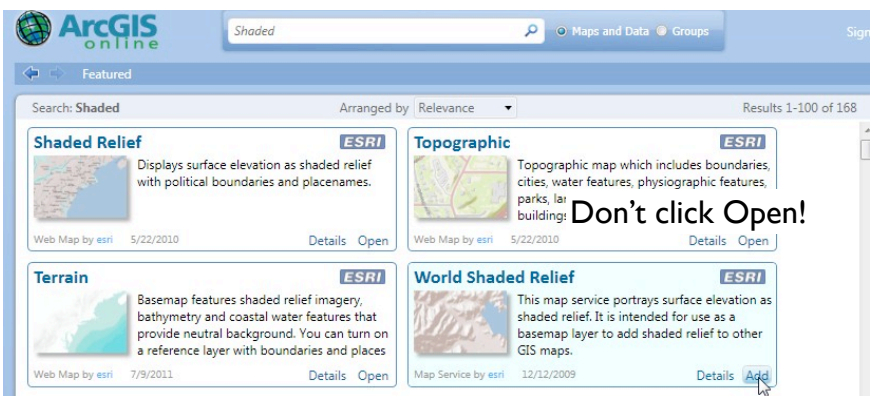 ArcGIS
online
Shaded
Maps and Data
Groups
Sign
Featured
Search: Shaded
Arranged by Relevance
Results 1-100 of 168
Shaded Relief
ESRI
Displays surface elevation as shaded relief
with political boundaries and placenames.
Web Map by esri 5/22/2010
Details Open
Topographic
ESRI
Topographic map which includes boundaries,
cities, water features, physiographic features,
parks,
Don't click Open!
Web Map by esri 5/22/2010
Details Open
Terrain
ESRI
Basemap features shaded relief imagery,
bathymetry and coastal water features that
provide neutral background. You can turn on
a reference layer with boundaries and places
Web Map by esri 7/9/2011
Details Open
World Shaded Relief
ESRI
This map service portrays surface elevation as
shaded relief. It is intended for use as a
basemap layer to add shaded relief to other
GIS maps.
Map Service by esri 12/12/2009
Details Add